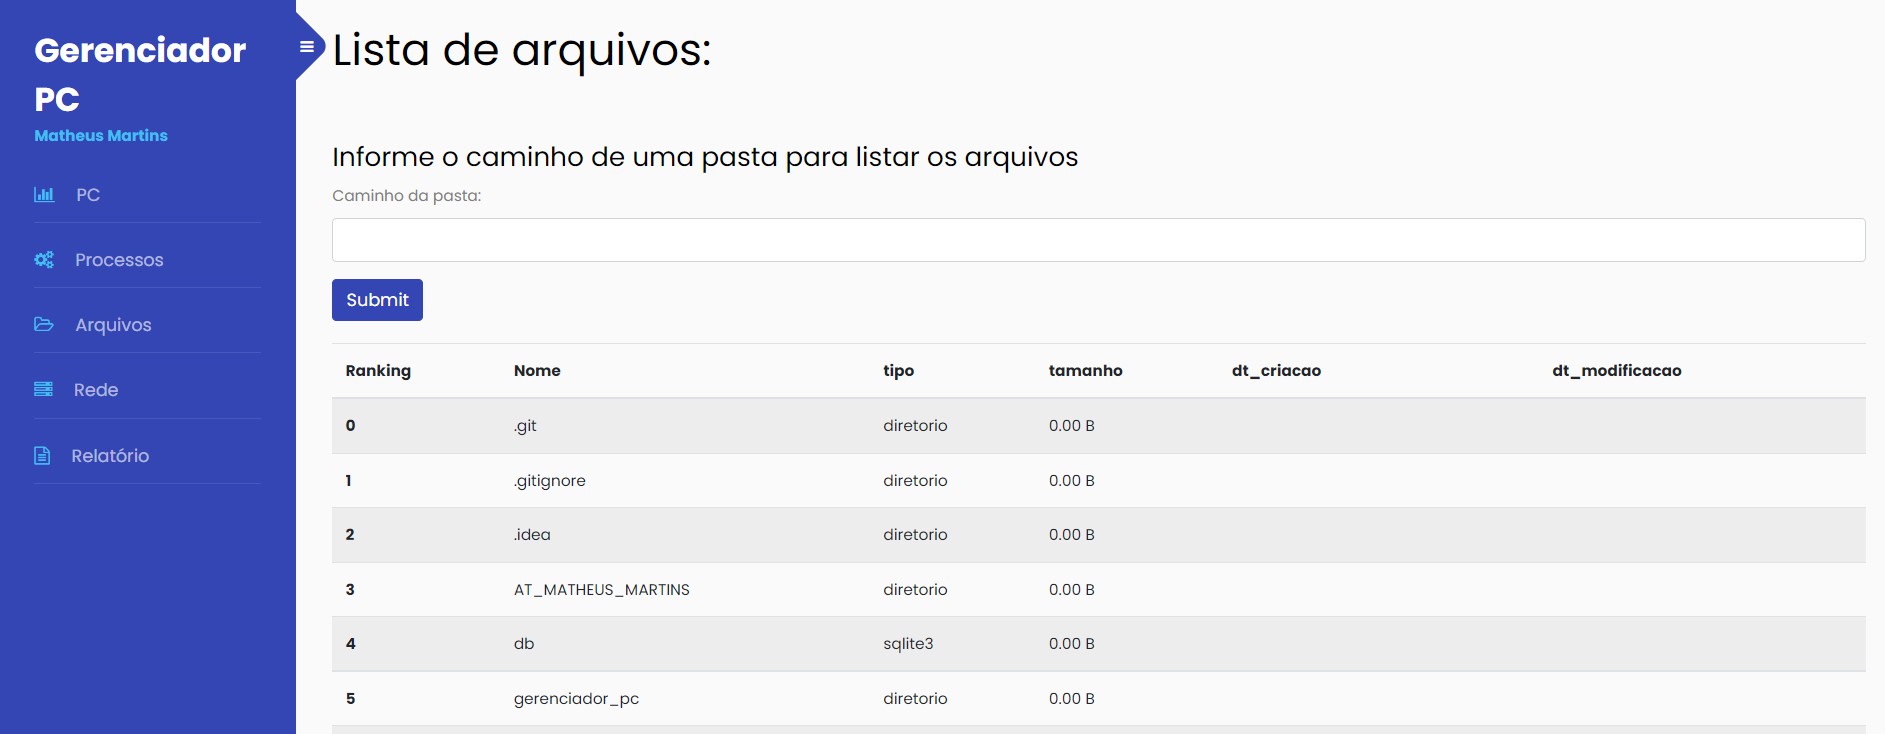 Gerenciador
PC
Matheus Martins
PC
Processos
Arquivos
Rede
Relatório
Lista de arquivos:
Informe o caminho de uma pasta para listar os arquivos
Caminho da pasta:
Submit
Ranking Nome tipo tamanho dt_criacao dt_modificacao
0 .git diretorio 0.00 B
1 .gitignore diretorio 0.00 B
2 .idea diretorio 0.00 B
3 AT_MATHEUS_MARTINS diretorio 0.00 B
4 db sqlite3 0.00 B
5 gerenciador_pc diretorio 0.00 B